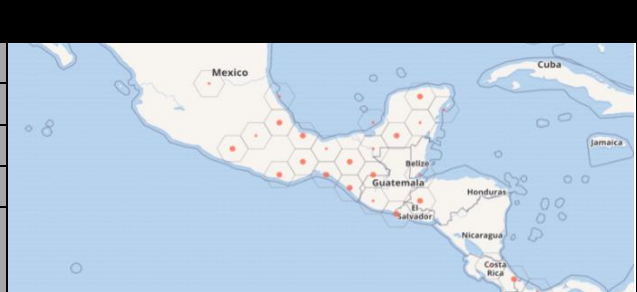 Mexico
Cuba
Jamaica
Belize
Guatemala
Honduras
El
Salvador
Nicaragua
Costa
Rica